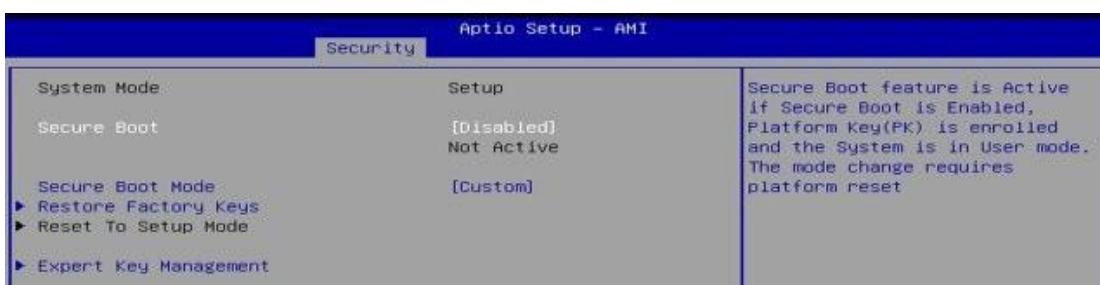 Aptio Setup - AMI
Security
System Mode Setup
Secure Boot [Disabled]
Not Active
Secure Boot Mode [Custom]
▶ Restore Factory Keys
▶ Reset To Setup Mode
▶ Expert Key Management
Secure Boot feature is Active
if Secure Boot is Enabled,
Platform Key(PK) is enrolled
and the System is in User mode.
The mode change requires
platform reset